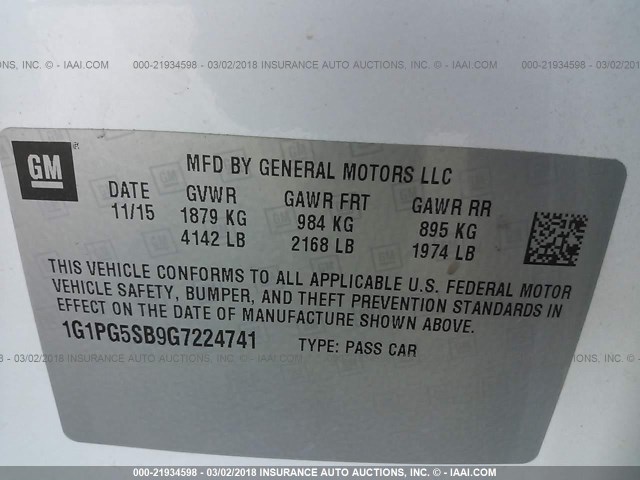 000-21934598 - 03/02/2018 INSURANCE AUTO AUCTIONS, INC. © - IAAI.COM
GM
MFD BY GENERAL MOTORS LLC
DATE GVWR GAWR FRT GAWR RR
11/15 1879 KG 984 KG 895 KG
4142 LB 2168 LB 1974 LB
THIS VEHICLE CONFORMS TO ALL APPLICABLE U.S. FEDERAL MOTOR
VEHICLE SAFETY, BUMPER, AND THEFT PREVENTION STANDARDS IN
EFFECT ON THE DATE OF MANUFACTURE SHOWN ABOVE.
1G1PG5SB9G7224741 TYPE: PASS CAR
000-21934598 - 03/02/2018 INSURANCE AUTO AUCTIONS, INC. © - IAAI.COM
000-21934598 - 03/02/2018 INSURANCE AUTO AUCTIONS, INC. © - IAAI.COM